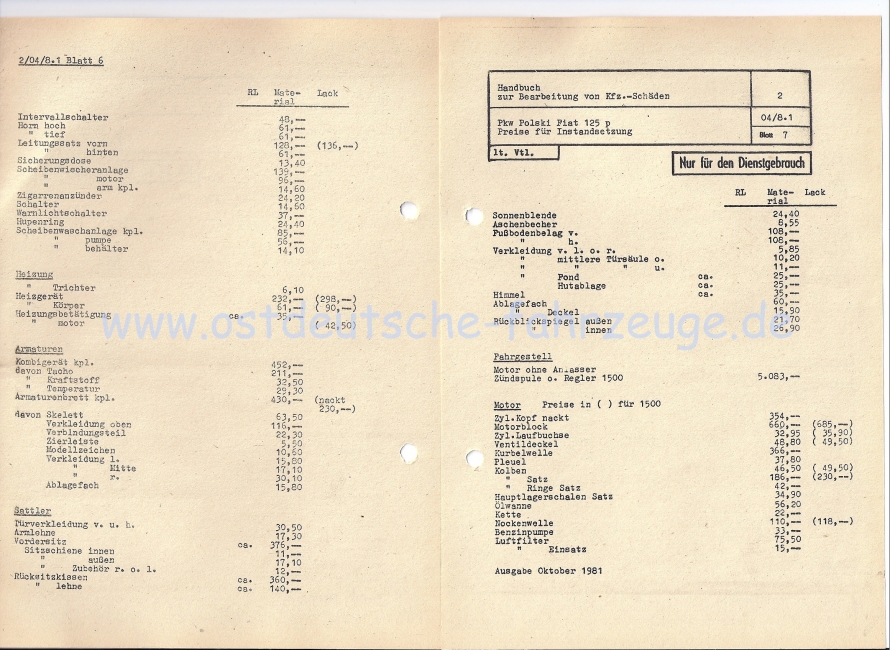 2/04/8.1 Blatt 6
RL Mate- Lack
rial
Intervallschalter 48,--
Horn hoch 61,--
" tief 61,--
Leitungssatz vorn 128,-- (136,--)
" hinten 61,--
Sicherungsdose 13,40
Scheibenwischeranlage 139,--
" motor 96,--
" arm kpl. 14,60
Zigarrenanzünder 24,20
Schalter 14,60
Warnlichtschalter 37,--
Hupenring 24,40
Scheibenwaschanlage kpl. 85,--
" pumpe 56,--
" behälter 14,10
Heizung
" Trichter 6,10
Heizgerät 232,-- (298,--)
" Körper 61,-- ( 90,--)
Heizungsbetätigung ca. 35,--
" motor ( 42,50)
Armaturen
Kombigerät kpl. 452,--
davon Tacho 211,--
" Kraftstoff 32,50
" Temperatur 29,30
Armaturenbrett kpl. 430,-- (nackt
230,--)
davon Skelett 63,50
Verkleidung oben 116,--
Verbindungsteil 22,30
Zierleiste 5,50
Modellzeichen 10,60
Verkleidung l. 15,80
" Mitte 17,10
" r. 30,10
Ablagefach 15,80
Sattler
Türverkleidung v. u. h. 30,50
Armlehne 17,30
Vordersitz ca. 376,--
Sitzschiene innen 11,--
" außen 17,10
" Zubehör r. o. l. 12,--
Rücksitzkissen ca. 360,--
" lehne ca. 140,--
Handbuch
zur Bearbeitung von Kfz.-Schäden 2
Pkw Polski Fiat 125 p 04/8.1
Preise für Instandsetzung Blatt 7
lt. Vtl.
Nur für den Dienstgebrauch
RL Mate- Lack
rial
Sonnenblende 24,40
Aschenbecher 8,55
Fußbodenbelag v. 108,--
" h. 108,--
Verkleidung v. l. o. r. 5,85
" mittlere Türsäule o. 10,20
" " " u. 11,--
" Fond ca. 25,--
Hutablage 25,--
Himmel ca. 35,--
Ablagefach 60,--
" Deckel 15,90
Rückblickspiegel außen 21,70
" innen 26,90
Fahrgestell
Motor ohne Anlasser
Zündspule o. Regler 1500 5.083,--
Motor Preise in ( ) für 1500
Zyl.Kopf nackt 354,--
Motorblock 660,-- (685,--)
Zyl.Laufbuchse 32,95 ( 35,90)
Ventildeckel 48,80 ( 49,50)
Kurbelwelle 366,--
Pleuel 37,80
Kolben 46,50 ( 49,50)
" Satz 186,-- (230,--)
" Ringe Satz 42,--
Hauptlagerschalen Satz 34,90
Ölwanne 56,20
Kette 22,--
Nockenwelle 110,-- (118,--)
Benzinpumpe 33,--
Luftfilter 75,50
" Einsatz 15,--
Ausgabe Oktober 1981
www.ostdeutsche-fahrzeuge.de